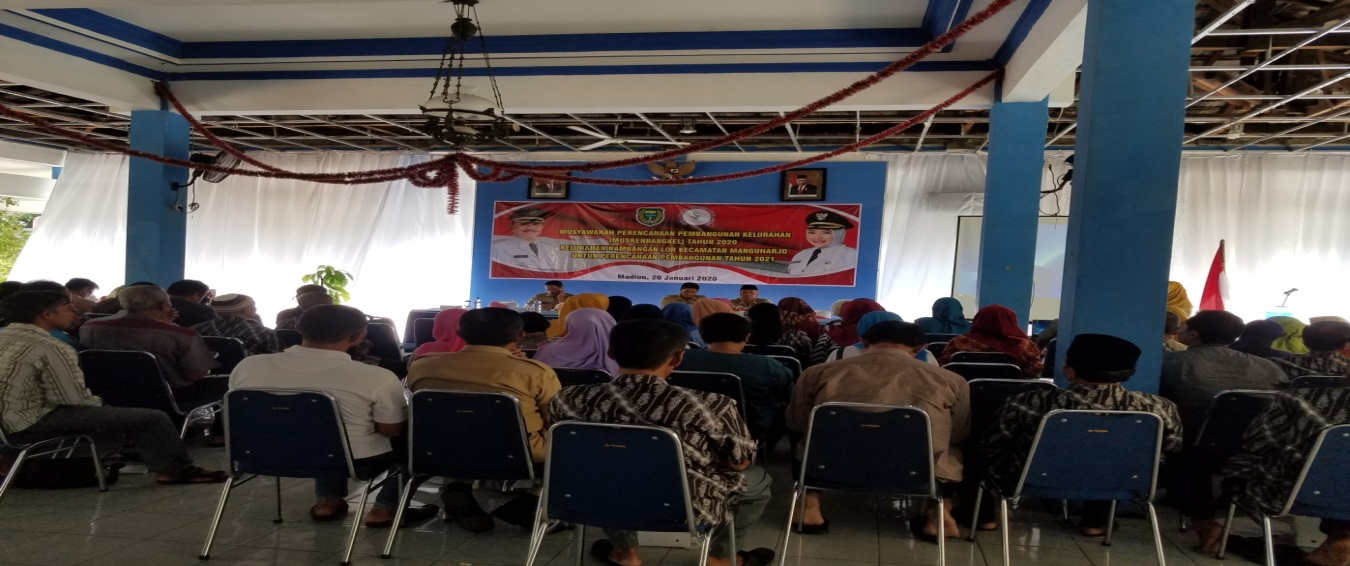 MUSYAWARAH PERENCANAAN PEMBANGUNAN KELURAHAN
(MUSRENBANGKEL) TAHUN 2020
KELURAHAN NAMBANGAN LOR KECAMATAN MANGUHARJO
UNTUK PERENCANAAN PEMBANGUNAN TAHUN 2021
Madiun, 20 Januari 2020